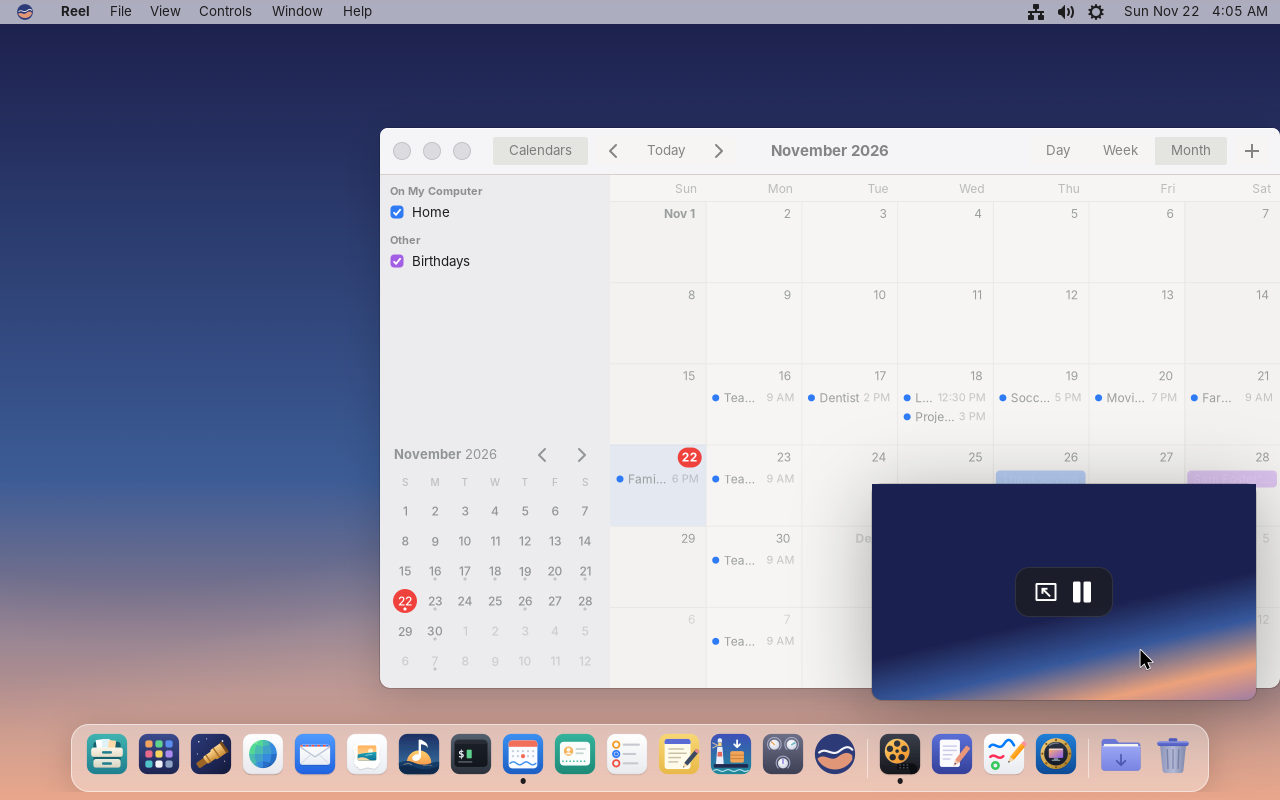 Reel File View Controls Window Help Sun Nov 22 4:05 AM
Calendars Today November 2026 Day Week Month
On My Computer
Home
Other
Birthdays
Sun Mon Tue Wed Thu Fri Sat
Nov 1 2 3 4 5 6 7
8 9 10 11 12 13 14
15 16 17 18 19 20 21
Tea... 9 AM Dentist 2 PM L... 12:30 PM Socc... 5 PM Movi... 7 PM Far... 9 AM
Proje... 3 PM
22 23 24 25 26 27 28
Fami... 6 PM Tea... 9 AM
29 30 De 5
Tea... 9 AM
6 7 12
Tea... 9 AM
November 2026
S M T W T F S
1 2 3 4 5 6 7
8 9 10 11 12 13 14
15 16 17 18 19 20 21
22 23 24 25 26 27 28
29 30 1 2 3 4 5
6 7 8 9 10 11 12
$